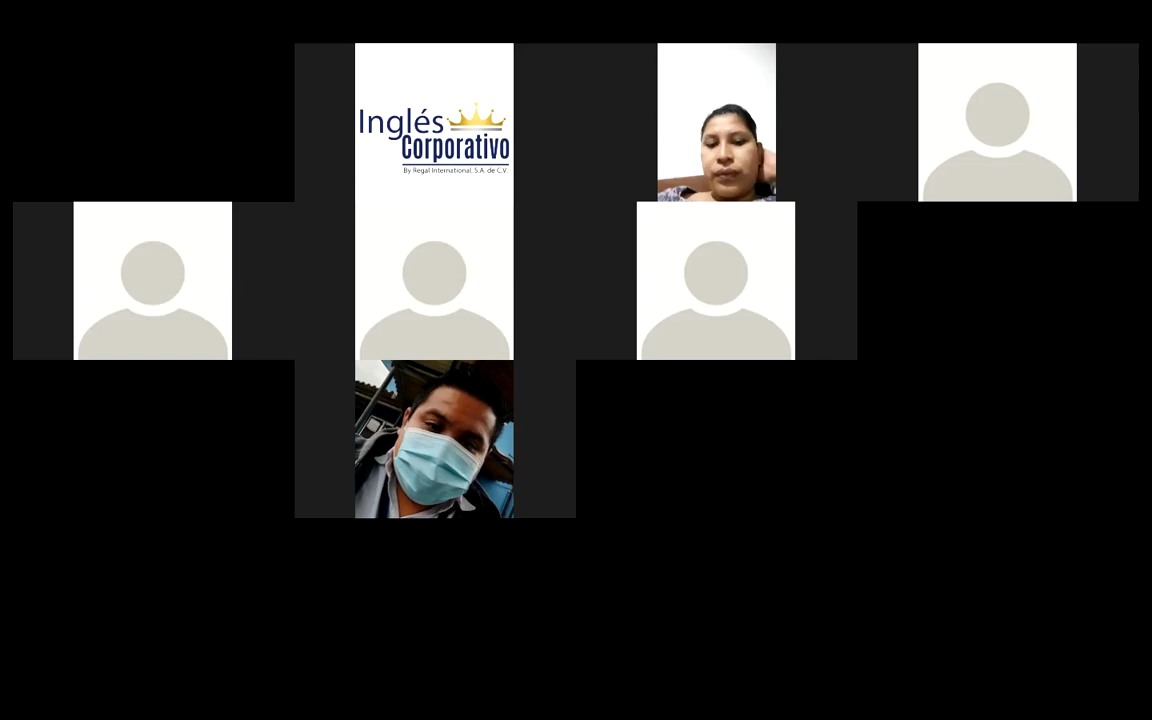 Inglés
Corporativo
By Regal International, S.A. de C.V.